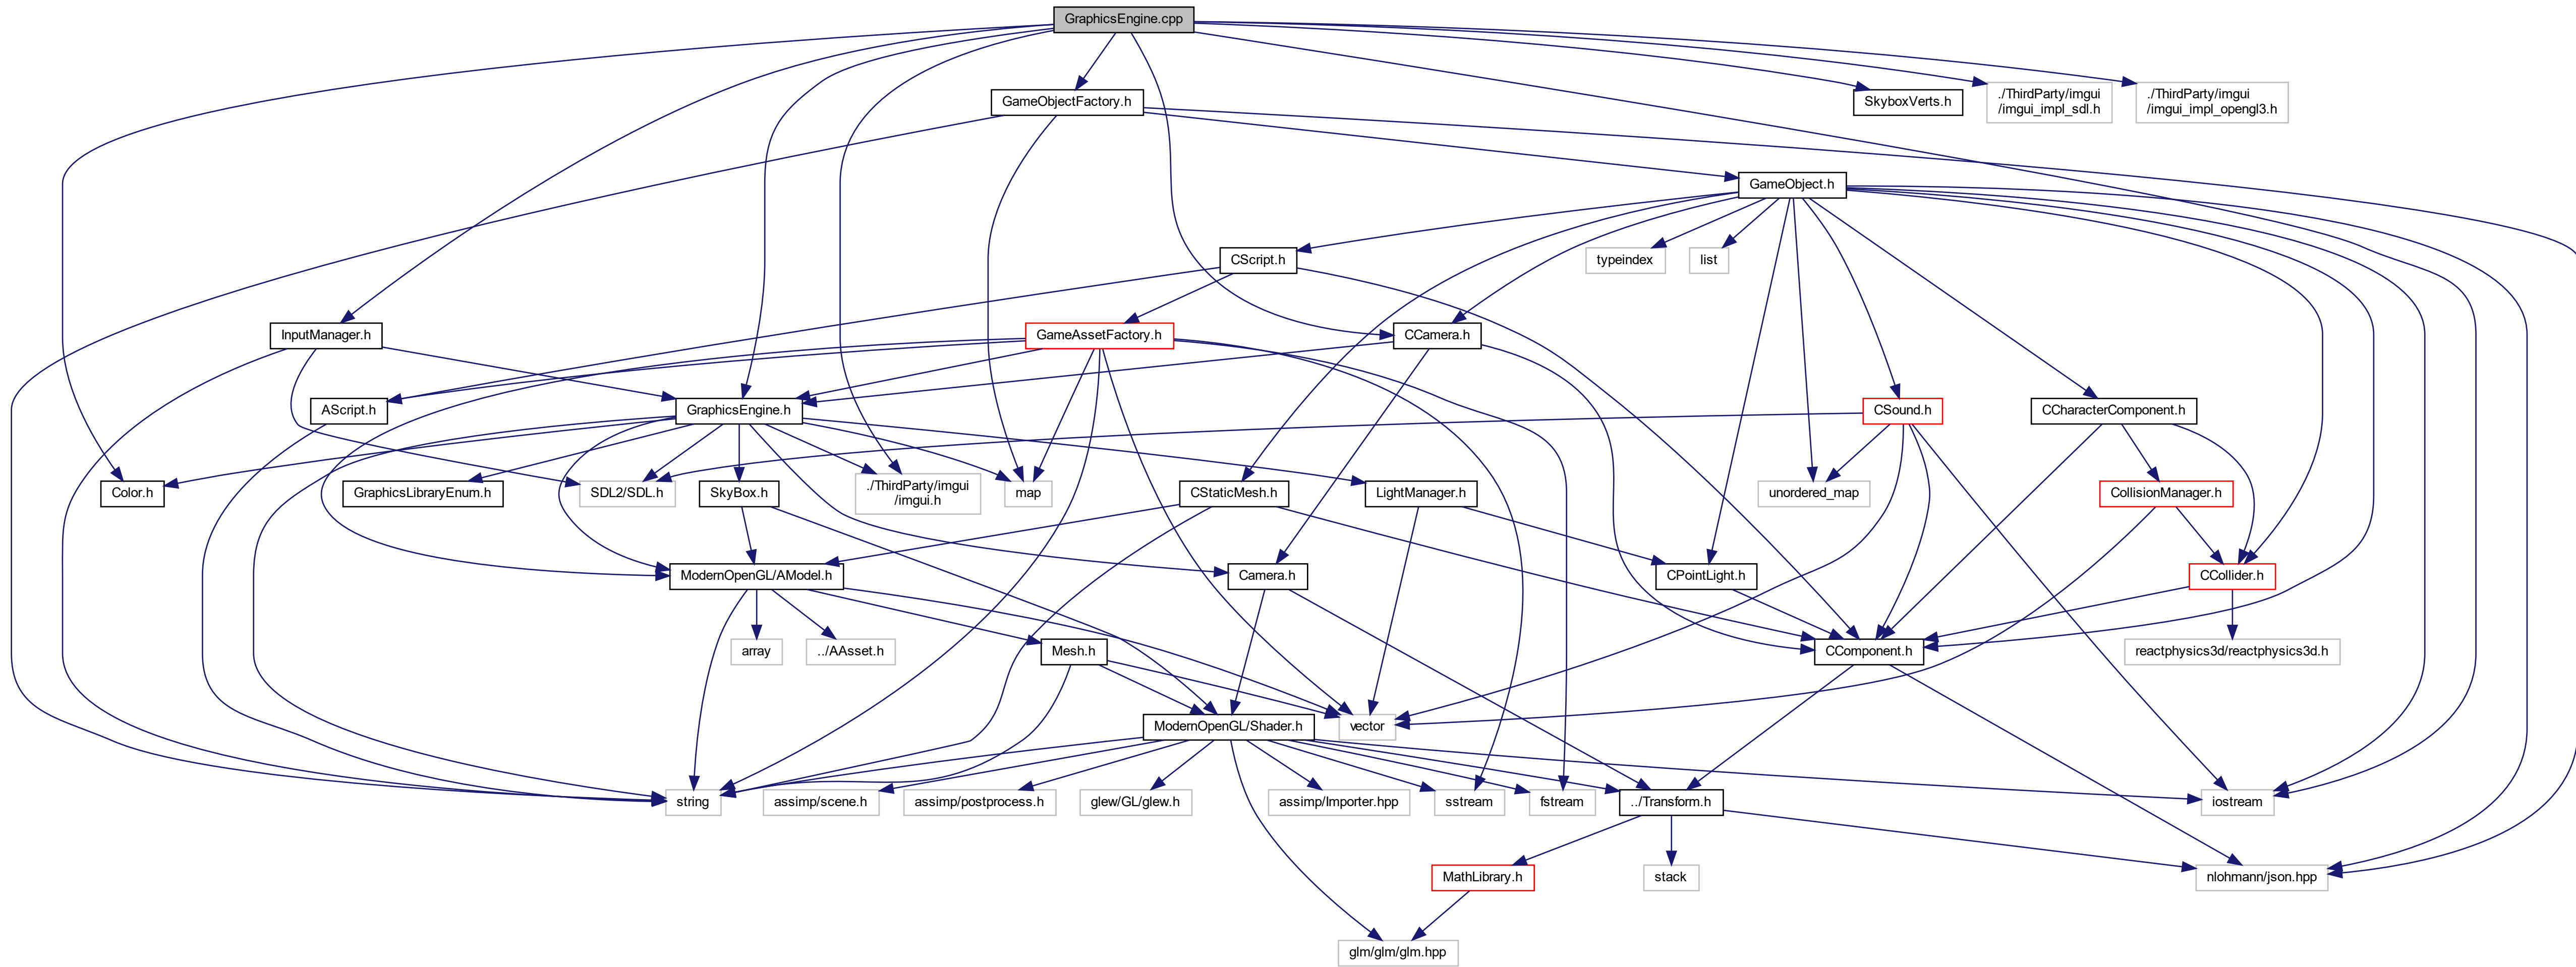 GraphicsEngine.cpp
GameObjectFactory.h
SkyboxVerts.h
./ThirdParty/imgui
/imgui_impl_sdl.h
./ThirdParty/imgui
/imgui_impl_opengl3.h
GameObject.h
CScript.h
typeindex
list
InputManager.h
GameAssetFactory.h
CCamera.h
AScript.h
GraphicsEngine.h
CSound.h
CCharacterComponent.h
Color.h
GraphicsLibraryEnum.h
SDL2/SDL.h
SkyBox.h
./ThirdParty/imgui
/imgui.h
map
CStaticMesh.h
LightManager.h
unordered_map
CollisionManager.h
ModernOpenGL/AModel.h
Camera.h
CPointLight.h
CCollider.h
array
../AAsset.h
Mesh.h
CComponent.h
reactphysics3d/reactphysics3d.h
ModernOpenGL/Shader.h
vector
string
assimp/scene.h
assimp/postprocess.h
glew/GL/glew.h
assimp/Importer.hpp
sstream
fstream
../Transform.h
iostream
MathLibrary.h
stack
nlohmann/json.hpp
glm/glm/glm.hpp